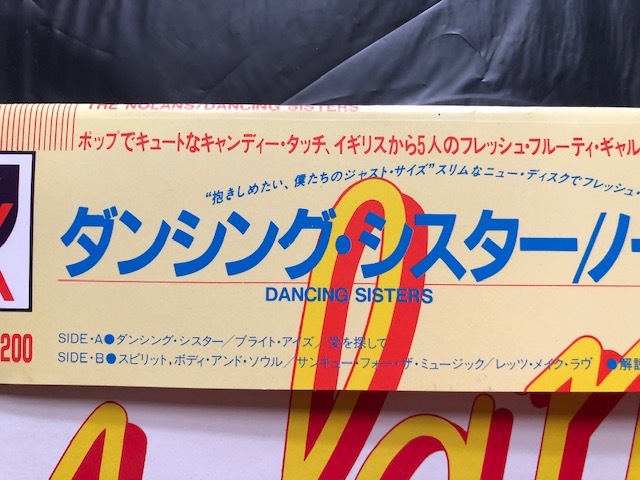 THE NOLANS/DANCING SISTERS
ポップでキュートなキャンディー・タッチ、イギリスから5人のフレッシュ・フルーティ・ギャル
“抱きしめたい、僕たちのジャスト・サイズ”スリムなニュー・ディスクでフレッシュ・
ダンシング・シスター/ノー
DANCING SISTERS
SIDE・A●ダンシング・シスター/ブライト・アイズ/愛を探して
200
SIDE・B●スピリット、ボディ・アンド・ソウル/サンキュー・フォー・ザ・ミュージック/レッツ・メイク・ラヴ ●解説